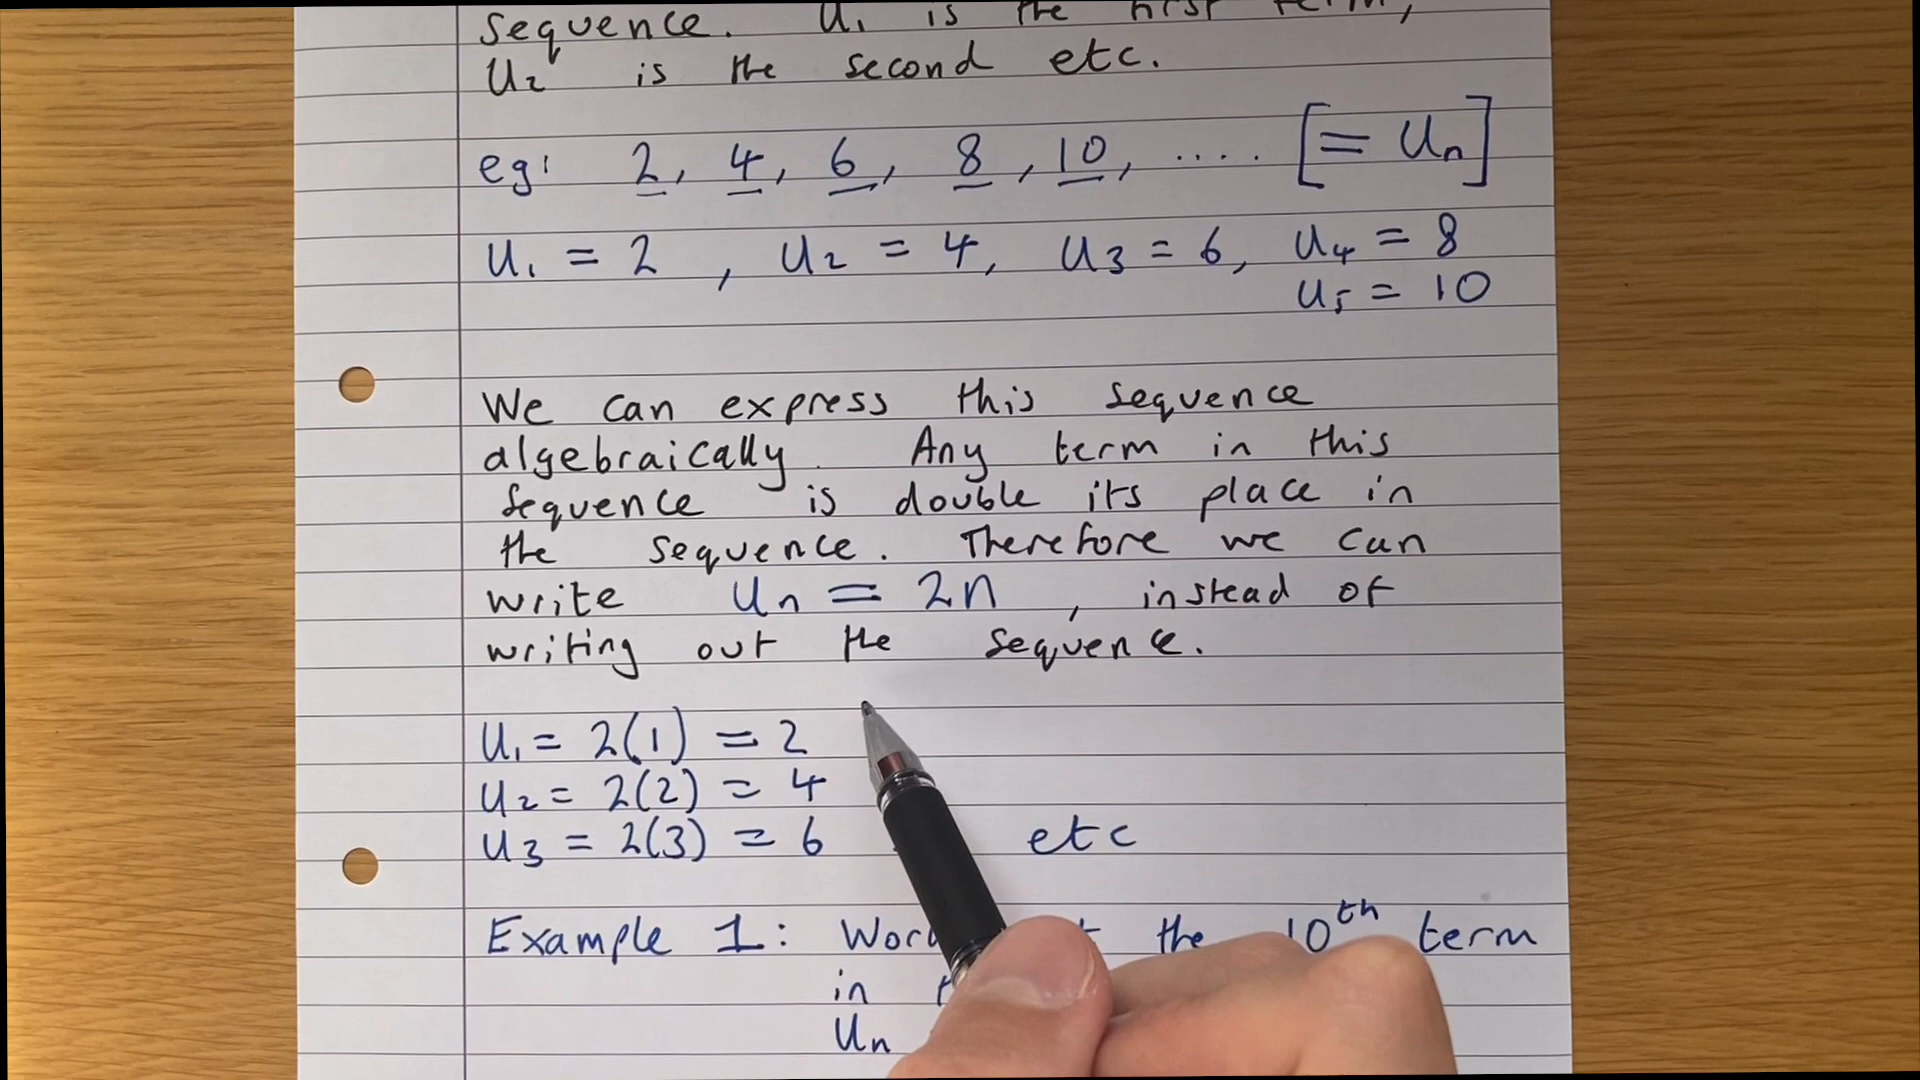 sequence. U₁ is the first term,
U₂ is the second etc.
eg: 2, 4, 6, 8, 10, .... [= Uₙ]
U₁ = 2, U₂ = 4, U₃ = 6, U₄ = 8
U₅ = 10
We can express this sequence
algebraically. Any term in this
sequence is double its place in
the sequence. Therefore we can
write Uₙ = 2n, instead of
writing out the sequence.
U₁ = 2(1) = 2
U₂ = 2(2) = 4
U₃ = 2(3) = 6 etc
Example 1: the 10th term
in
Uₙ